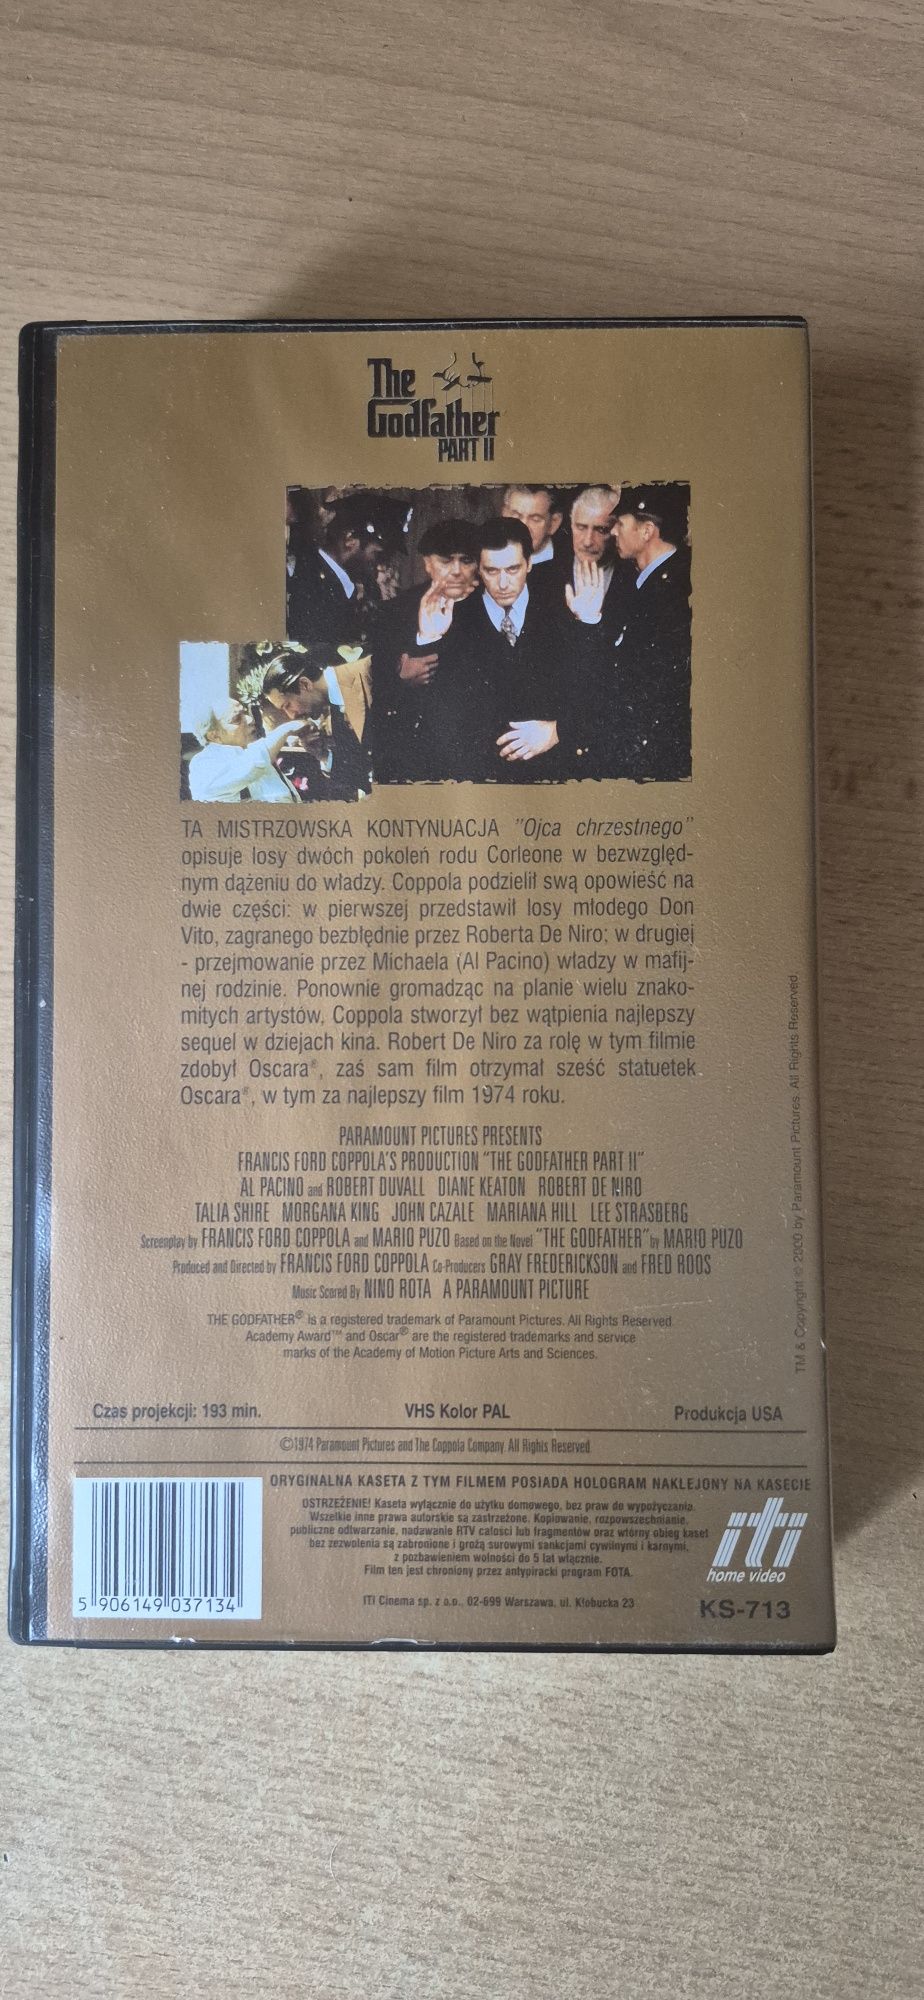 The
Godfather
PART II
TA MISTRZOWSKA KONTYNUACJA "Ojca chrzestnego"
opisuje losy dwóch pokoleń rodu Corleone w bezwzględ-
nym dążeniu do władzy. Coppola podzielił swą opowieść na
dwie części: w pierwszej przedstawił losy młodego Don
Vito, zagranego bezbłędnie przez Roberta De Niro; w drugiej
- przejmowanie przez Michaela (Al Pacino) władzy w mafij-
nej rodzinie. Ponownie gromadząc na planie wielu znako-
mitych artystów, Coppola stworzył bez wątpienia najlepszy
sequel w dziejach kina. Robert De Niro za rolę w tym filmie
zdobył Oscara®, zaś sam film otrzymał sześć statuetek
Oscara®, w tym za najlepszy film 1974 roku.
PARAMOUNT PICTURES PRESENTS
FRANCIS FORD COPPOLA'S PRODUCTION "THE GODFATHER PART II"
AL PACINO and ROBERT DUVALL DIANE KEATON ROBERT DE NIRO
TALIA SHIRE MORGANA KING JOHN CAZALE MARIANA HILL LEE STRASBERG
Screenplay by FRANCIS FORD COPPOLA and MARIO PUZO Based on the Novel "THE GODFATHER" by MARIO PUZO
Produced and Directed by FRANCIS FORD COPPOLA Co-Producers GRAY FREDERICKSON and FRED ROOS
Music Scored By NINO ROTA A PARAMOUNT PICTURE
THE GODFATHER® is a registered trademark of Paramount Pictures. All Rights Reserved
Academy Award™ and Oscar® are the registered trademarks and service
marks of the Academy of Motion Picture Arts and Sciences.
TM & Copyright © 2000 by Paramount Pictures. All Rights Reserved.
Czas projekcji: 193 min. VHS Kolor PAL Produkcja USA
©1974 Paramount Pictures and The Coppola Company. All Rights Reserved
ORYGINALNA KASETA Z TYM FILMEM POSIADA HOLOGRAM NAKLEJONY NA KASECIE
OSTRZEŻENIE! Kaseta wyłącznie do użytku domowego, bez praw do wypożyczania.
Wszelkie inne prawa autorskie są zastrzeżone. Kopiowanie, rozpowszechnianie,
publiczne odtwarzanie, nadawanie RTV całości lub fragmentów oraz wtórny obieg kaset
bez zezwolenia są zabronione i grożą surowymi sankcjami cywilnymi i karnymi,
z pozbawieniem wolności do 5 lat włącznie.
Film ten jest chroniony przez antypiracki program FOTA.
iti
home video
5 906149 037134
ITI Cinema sp. z o.o., 02-699 Warszawa, ul. Kłobucka 23
KS-713